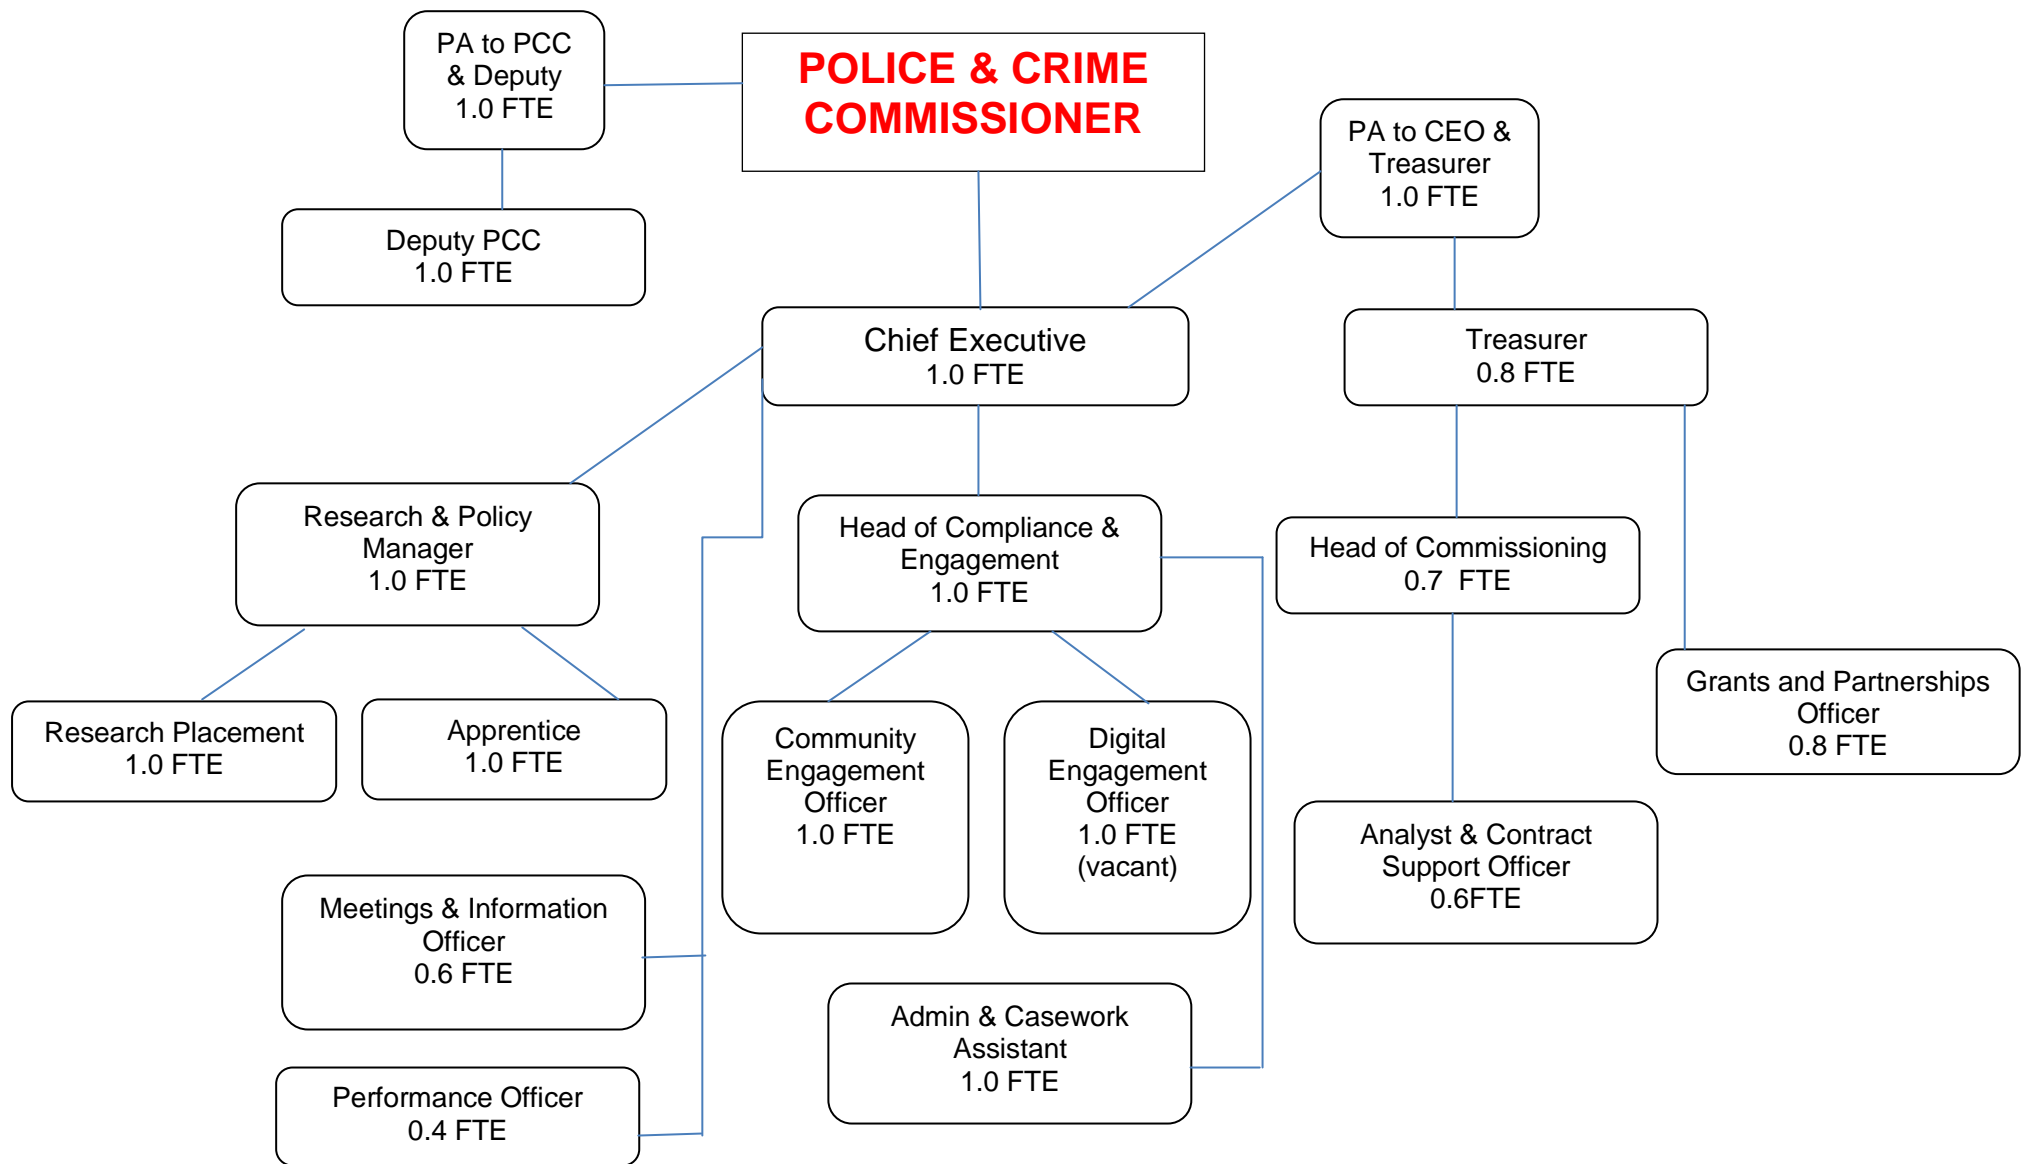 PA to PCC
& Deputy
1.0 FTE
POLICE & CRIME
COMMISSIONER
PA to CEO &
Treasurer
1.0 FTE
Deputy PCC
1.0 FTE
Chief Executive
1.0 FTE
Treasurer
0.8 FTE
Research & Policy
Manager
1.0 FTE
Head of Compliance &
Engagement
1.0 FTE
Head of Commissioning
0.7  FTE
Grants and Partnerships
Officer
0.8 FTE
Research Placement
1.0 FTE
Apprentice
1.0 FTE
Community
Engagement
Officer
1.0 FTE
Digital
Engagement
Officer
1.0 FTE
(vacant)
Analyst & Contract
Support Officer
0.6FTE
Meetings & Information
Officer
0.6 FTE
Admin & Casework
Assistant
1.0 FTE
Performance Officer
0.4 FTE